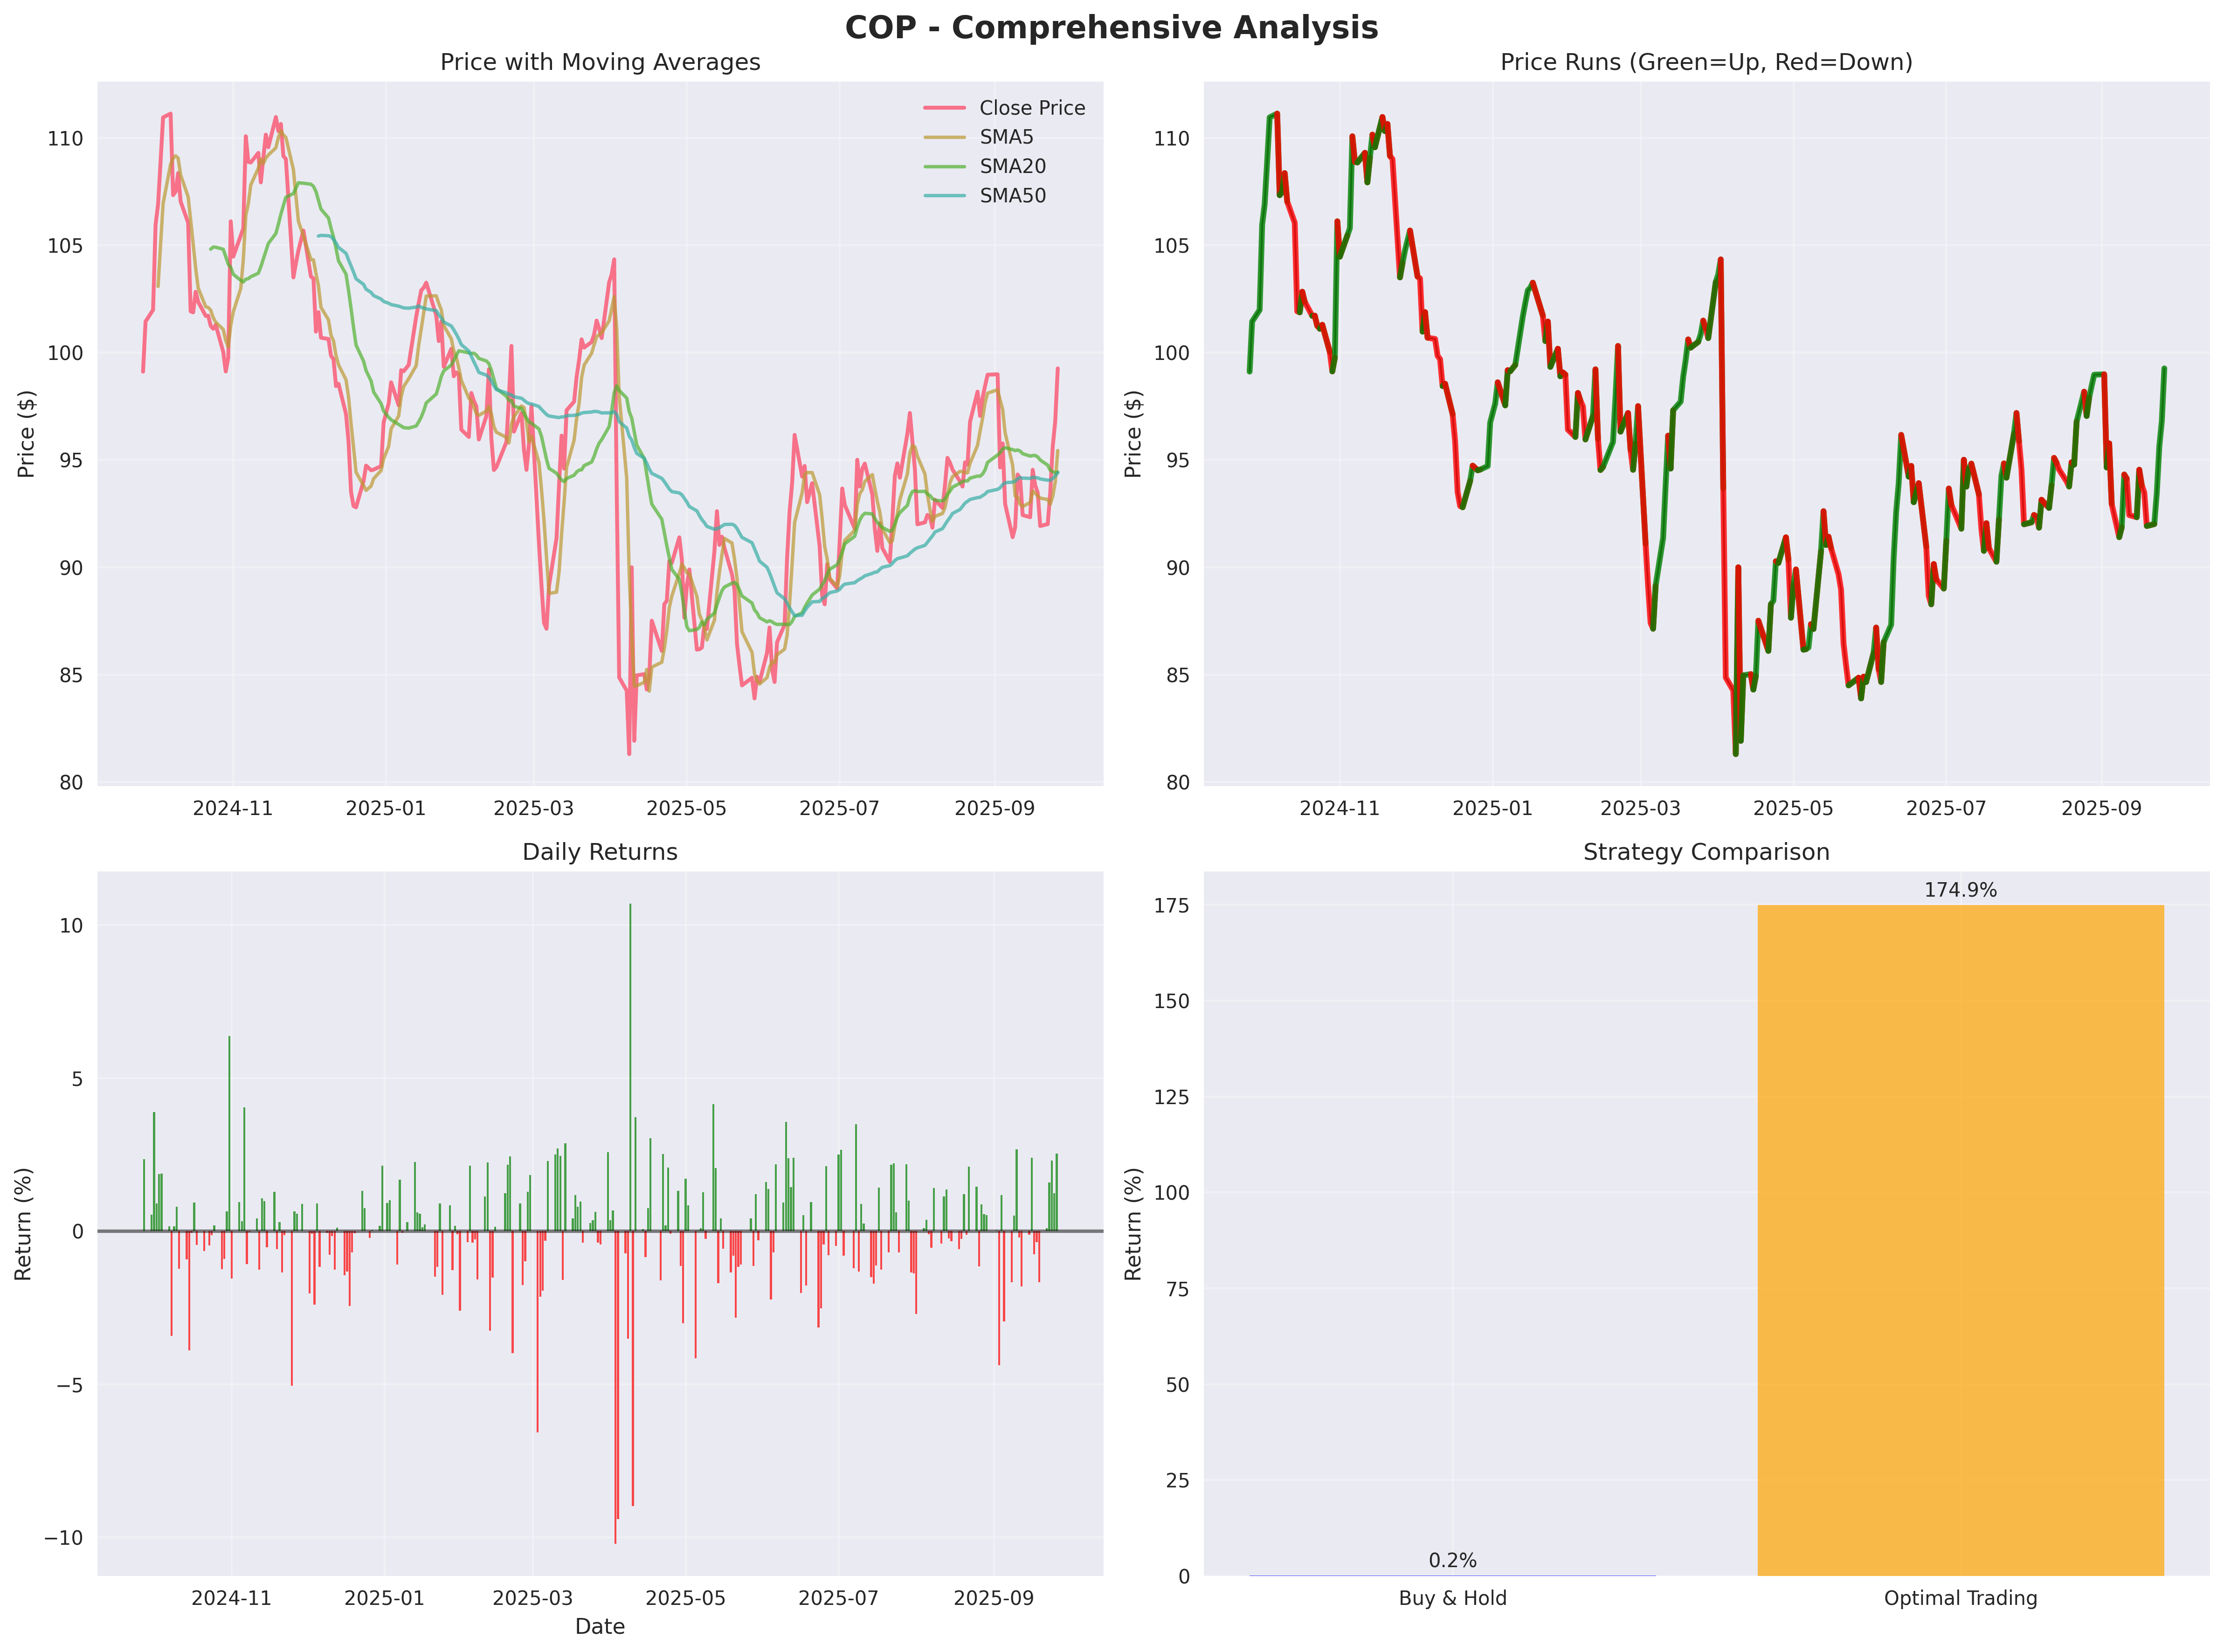 COP - Comprehensive Analysis
Price with Moving Averages
Price ($)
110
105
100
95
90
85
80
2024-11
2025-01
2025-03
2025-05
2025-07
2025-09
Close Price
SMA5
SMA20
SMA50
Price Runs (Green=Up, Red=Down)
Price ($)
110
105
100
95
90
85
80
2024-11
2025-01
2025-03
2025-05
2025-07
2025-09
Daily Returns
Return (%)
10
5
0
−5
−10
2024-11
2025-01
2025-03
2025-05
2025-07
2025-09
Date
Strategy Comparison
Return (%)
175
150
125
100
75
50
25
0
0.2%
174.9%
Buy & Hold
Optimal Trading